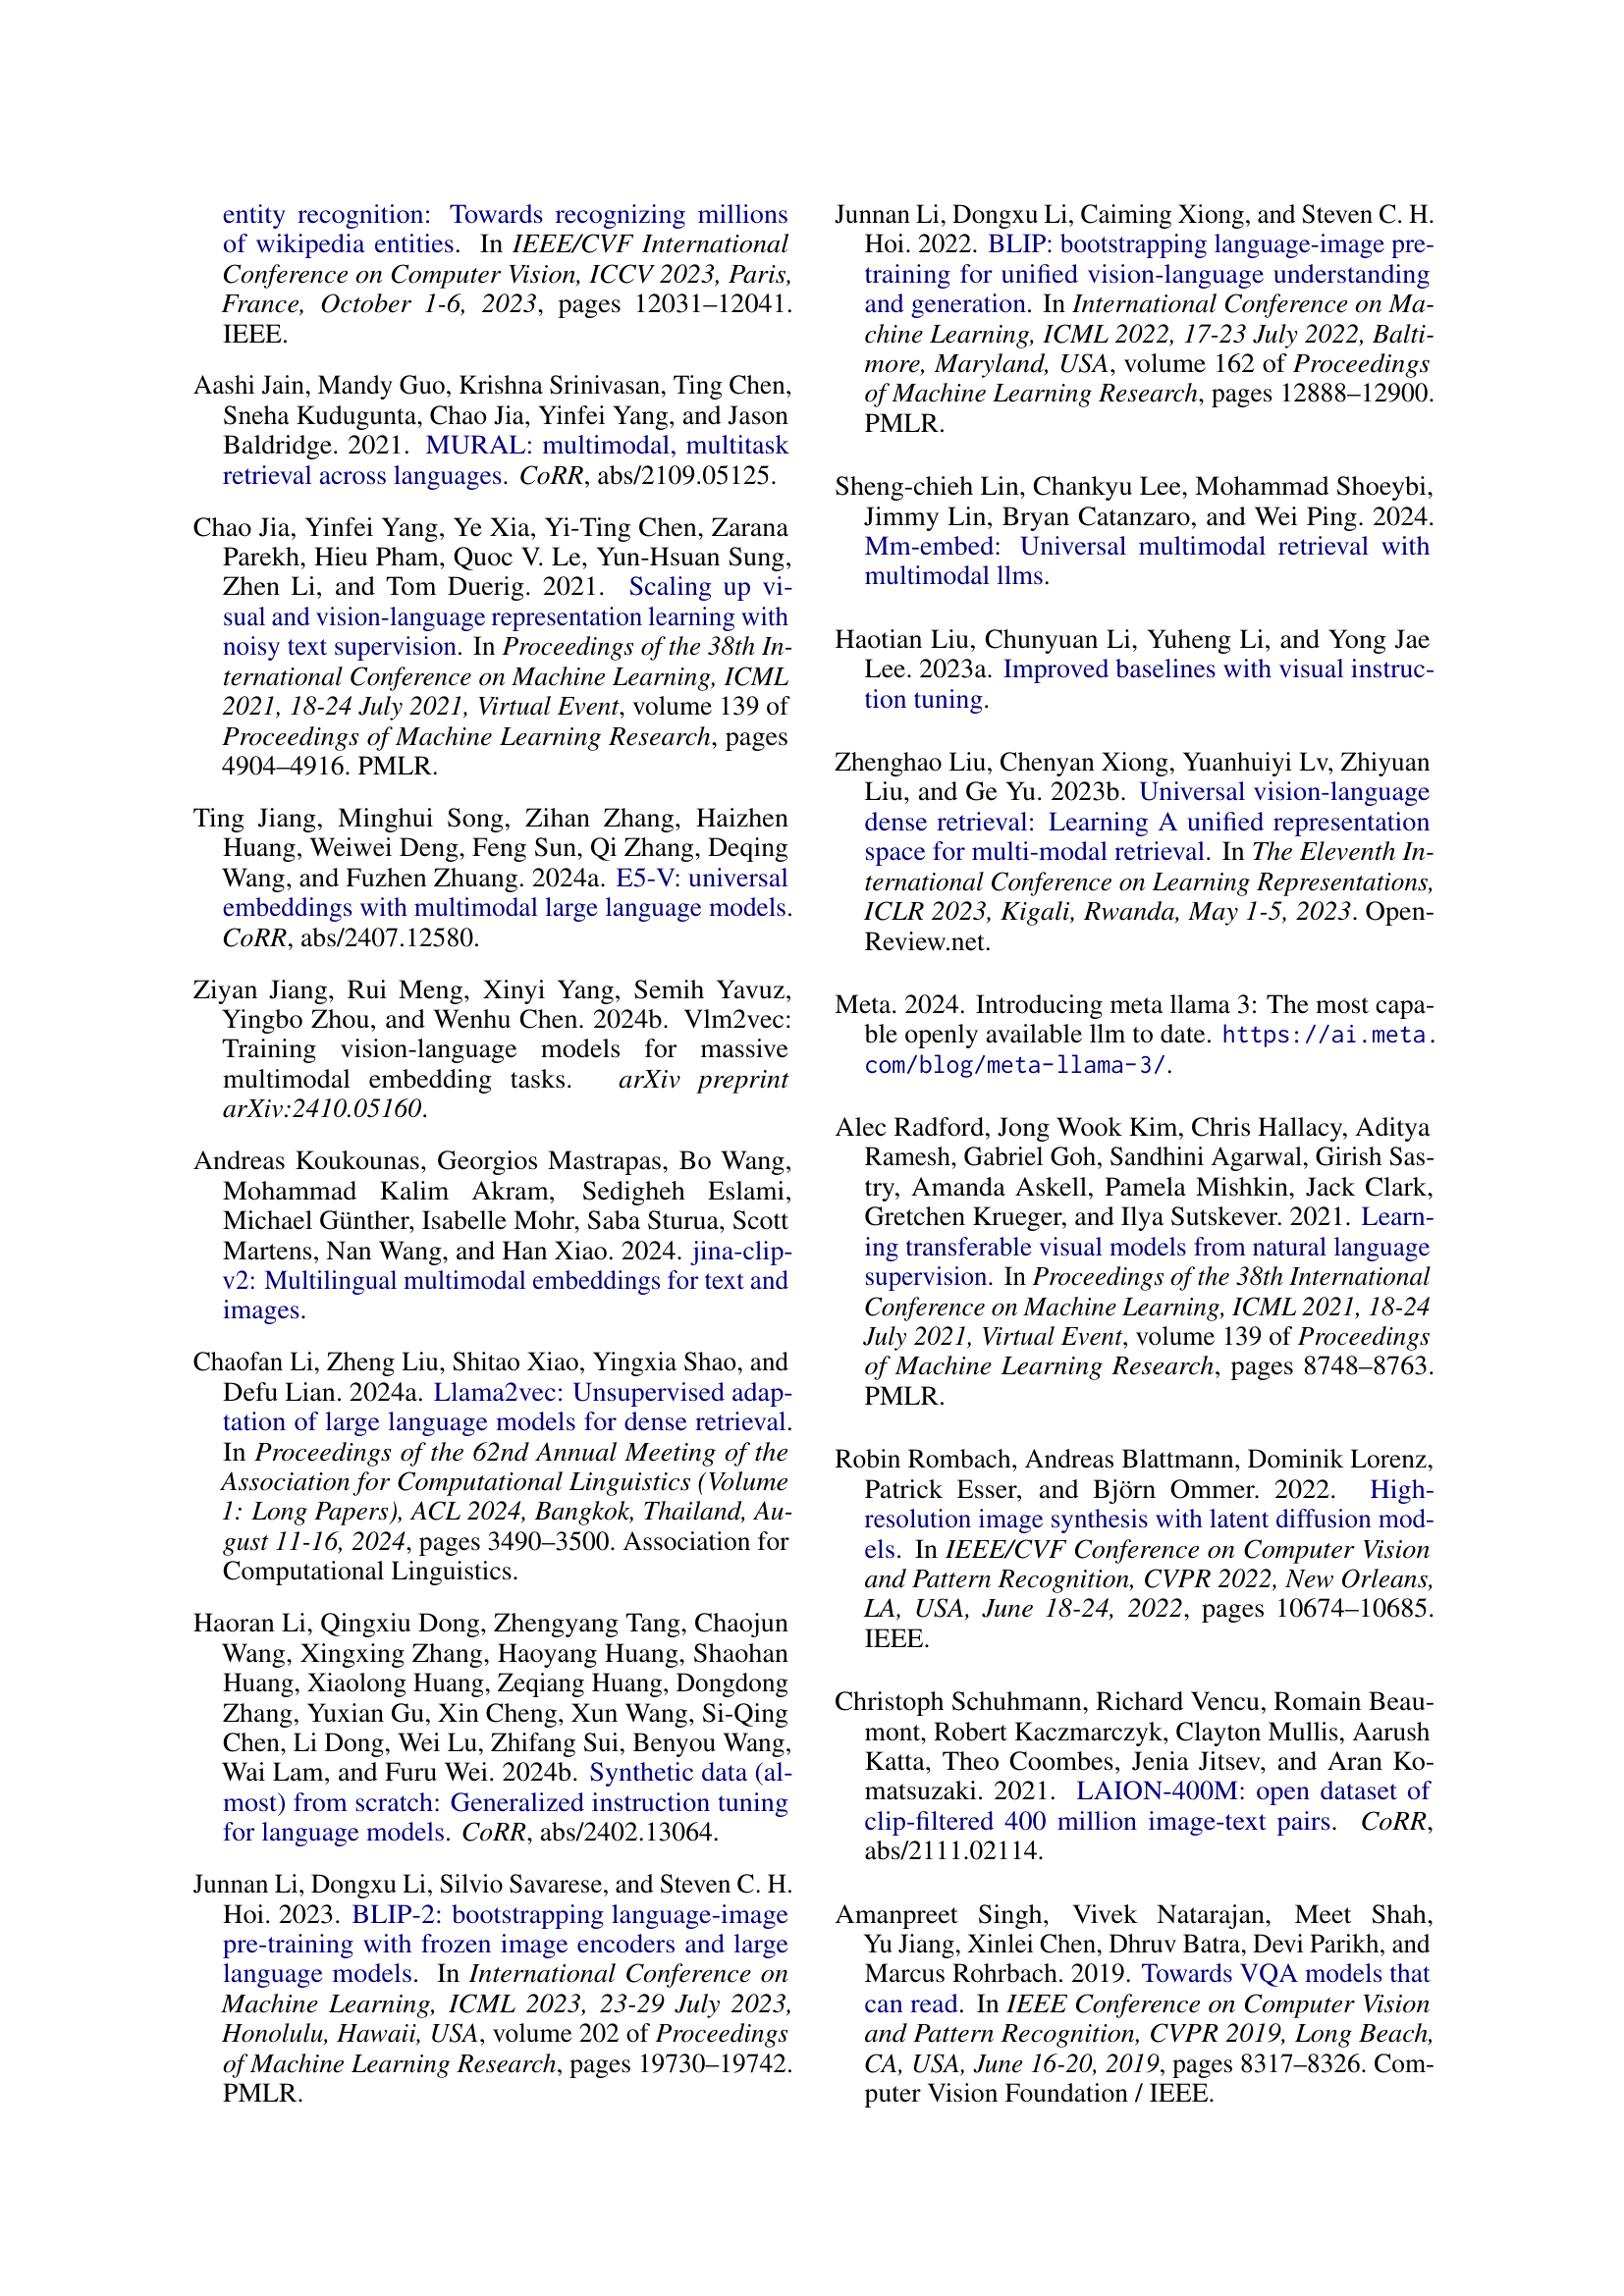 entity recognition: Towards recognizing millions
of wikipedia entities. In IEEE/CVF International
Conference on Computer Vision, ICCV 2023, Paris,
France, October 1-6, 2023, pages 12031–12041.
IEEE.
Aashi Jain, Mandy Guo, Krishna Srinivasan, Ting Chen,
Sneha Kudugunta, Chao Jia, Yinfei Yang, and Jason
Baldridge. 2021. MURAL: multimodal, multitask
retrieval across languages. CoRR, abs/2109.05125.
Chao Jia, Yinfei Yang, Ye Xia, Yi-Ting Chen, Zarana
Parekh, Hieu Pham, Quoc V. Le, Yun-Hsuan Sung,
Zhen Li, and Tom Duerig. 2021. Scaling up vi-
sual and vision-language representation learning with
noisy text supervision. In Proceedings of the 38th In-
ternational Conference on Machine Learning, ICML
2021, 18-24 July 2021, Virtual Event, volume 139 of
Proceedings of Machine Learning Research, pages
4904–4916. PMLR.
Ting Jiang, Minghui Song, Zihan Zhang, Haizhen
Huang, Weiwei Deng, Feng Sun, Qi Zhang, Deqing
Wang, and Fuzhen Zhuang. 2024a. E5-V: universal
embeddings with multimodal large language models.
CoRR, abs/2407.12580.
Ziyan Jiang, Rui Meng, Xinyi Yang, Semih Yavuz,
Yingbo Zhou, and Wenhu Chen. 2024b. Vlm2vec:
Training vision-language models for massive
multimodal embedding tasks. arXiv preprint
arXiv:2410.05160.
Andreas Koukounas, Georgios Mastrapas, Bo Wang,
Mohammad Kalim Akram, Sedigheh Eslami,
Michael Günther, Isabelle Mohr, Saba Sturua, Scott
Martens, Nan Wang, and Han Xiao. 2024. jina-clip-
v2: Multilingual multimodal embeddings for text and
images.
Chaofan Li, Zheng Liu, Shitao Xiao, Yingxia Shao, and
Defu Lian. 2024a. Llama2vec: Unsupervised adap-
tation of large language models for dense retrieval.
In Proceedings of the 62nd Annual Meeting of the
Association for Computational Linguistics (Volume
1: Long Papers), ACL 2024, Bangkok, Thailand, Au-
gust 11-16, 2024, pages 3490–3500. Association for
Computational Linguistics.
Haoran Li, Qingxiu Dong, Zhengyang Tang, Chaojun
Wang, Xingxing Zhang, Haoyang Huang, Shaohan
Huang, Xiaolong Huang, Zeqiang Huang, Dongdong
Zhang, Yuxian Gu, Xin Cheng, Xun Wang, Si-Qing
Chen, Li Dong, Wei Lu, Zhifang Sui, Benyou Wang,
Wai Lam, and Furu Wei. 2024b. Synthetic data (al-
most) from scratch: Generalized instruction tuning
for language models. CoRR, abs/2402.13064.
Junnan Li, Dongxu Li, Silvio Savarese, and Steven C. H.
Hoi. 2023. BLIP-2: bootstrapping language-image
pre-training with frozen image encoders and large
language models. In International Conference on
Machine Learning, ICML 2023, 23-29 July 2023,
Honolulu, Hawaii, USA, volume 202 of Proceedings
of Machine Learning Research, pages 19730–19742.
PMLR.
Junnan Li, Dongxu Li, Caiming Xiong, and Steven C. H.
Hoi. 2022. BLIP: bootstrapping language-image pre-
training for unified vision-language understanding
and generation. In International Conference on Ma-
chine Learning, ICML 2022, 17-23 July 2022, Balti-
more, Maryland, USA, volume 162 of Proceedings
of Machine Learning Research, pages 12888–12900.
PMLR.
Sheng-chieh Lin, Chankyu Lee, Mohammad Shoeybi,
Jimmy Lin, Bryan Catanzaro, and Wei Ping. 2024.
Mm-embed: Universal multimodal retrieval with
multimodal llms.
Haotian Liu, Chunyuan Li, Yuheng Li, and Yong Jae
Lee. 2023a. Improved baselines with visual instruc-
tion tuning.
Zhenghao Liu, Chenyan Xiong, Yuanhuiyi Lv, Zhiyuan
Liu, and Ge Yu. 2023b. Universal vision-language
dense retrieval: Learning A unified representation
space for multi-modal retrieval. In The Eleventh In-
ternational Conference on Learning Representations,
ICLR 2023, Kigali, Rwanda, May 1-5, 2023. Open-
Review.net.
Meta. 2024. Introducing meta llama 3: The most capa-
ble openly available llm to date. https://ai.meta.
com/blog/meta-llama-3/.
Alec Radford, Jong Wook Kim, Chris Hallacy, Aditya
Ramesh, Gabriel Goh, Sandhini Agarwal, Girish Sas-
try, Amanda Askell, Pamela Mishkin, Jack Clark,
Gretchen Krueger, and Ilya Sutskever. 2021. Learn-
ing transferable visual models from natural language
supervision. In Proceedings of the 38th International
Conference on Machine Learning, ICML 2021, 18-24
July 2021, Virtual Event, volume 139 of Proceedings
of Machine Learning Research, pages 8748–8763.
PMLR.
Robin Rombach, Andreas Blattmann, Dominik Lorenz,
Patrick Esser, and Björn Ommer. 2022. High-
resolution image synthesis with latent diffusion mod-
els. In IEEE/CVF Conference on Computer Vision
and Pattern Recognition, CVPR 2022, New Orleans,
LA, USA, June 18-24, 2022, pages 10674–10685.
IEEE.
Christoph Schuhmann, Richard Vencu, Romain Beau-
mont, Robert Kaczmarczyk, Clayton Mullis, Aarush
Katta, Theo Coombes, Jenia Jitsev, and Aran Ko-
matsuzaki. 2021. LAION-400M: open dataset of
clip-filtered 400 million image-text pairs. CoRR,
abs/2111.02114.
Amanpreet Singh, Vivek Natarajan, Meet Shah,
Yu Jiang, Xinlei Chen, Dhruv Batra, Devi Parikh, and
Marcus Rohrbach. 2019. Towards VQA models that
can read. In IEEE Conference on Computer Vision
and Pattern Recognition, CVPR 2019, Long Beach,
CA, USA, June 16-20, 2019, pages 8317–8326. Com-
puter Vision Foundation / IEEE.